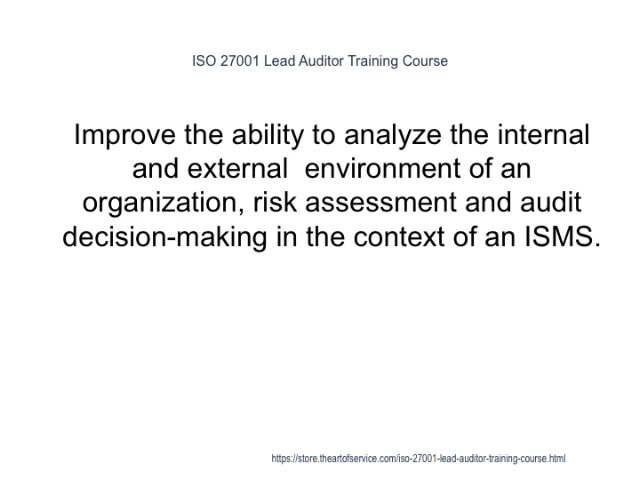 ISO 27001 Lead Auditor Training Course
Improve the ability to analyze the internal
and external  environment of an
organization, risk assessment and audit
decision-making in the context of an ISMS.
https://store.theartofservice.com/iso-27001-lead-auditor-training-course.html